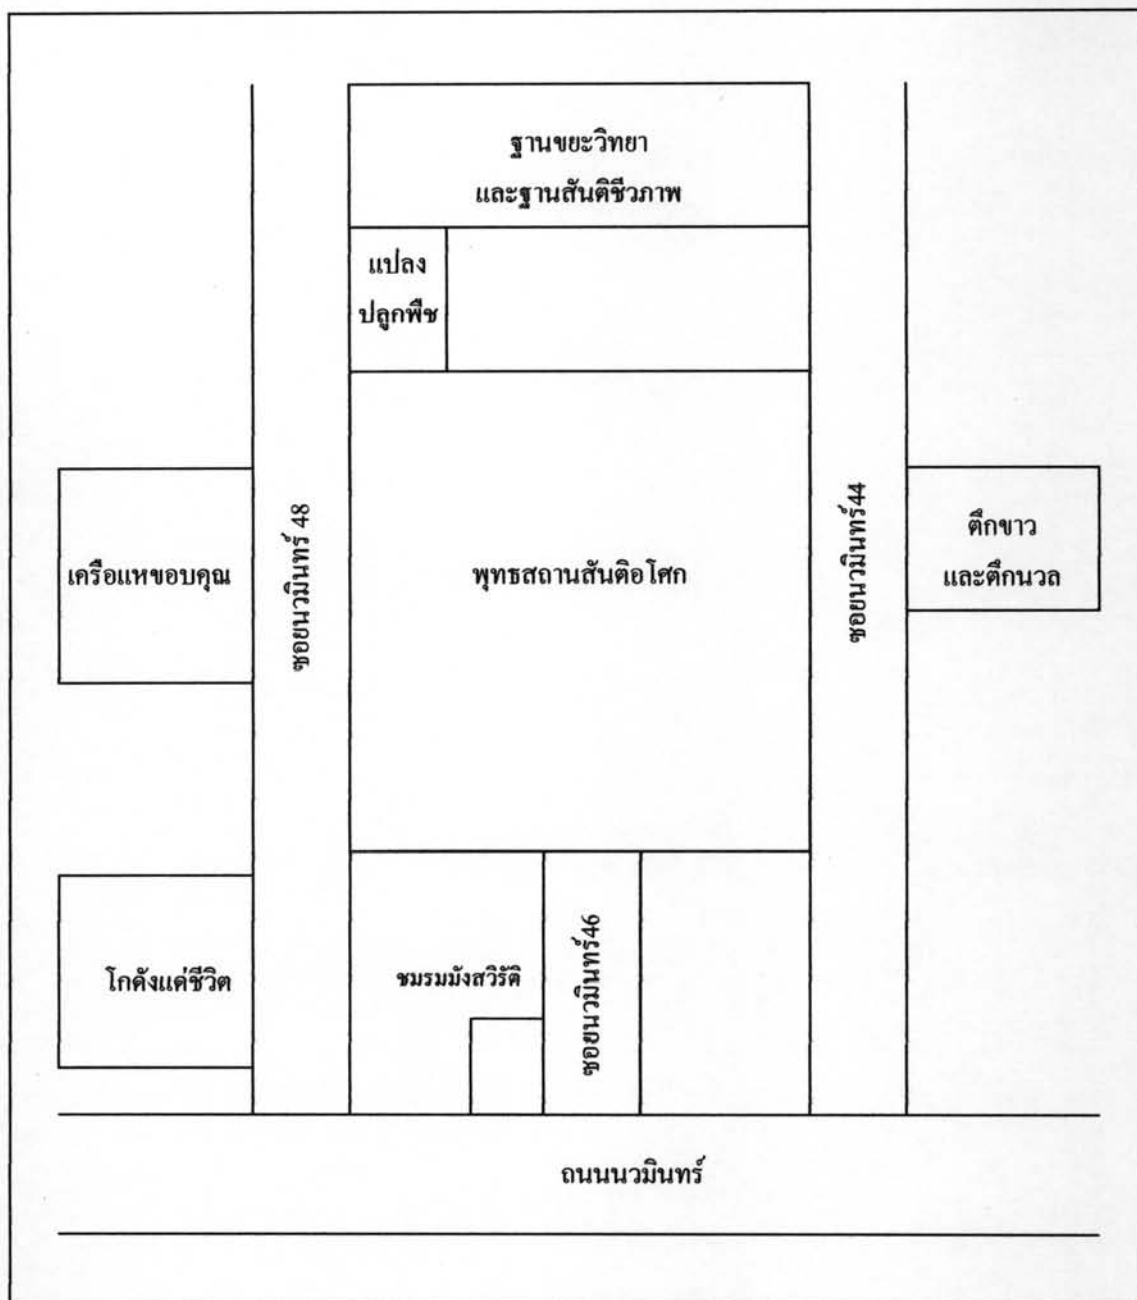 ฐานขยะวิทยา
และฐานสันติชีวภาพ
แปลง
ปลูกพืช
เครือแหขอบคุณ
ซอยนวมินทร์ 48
พุทธสถานสันติอโศก
ซอยนวมินทร์44
ตึกขาว
และตึกนวล
โกดังแด่ชีวิต
ชมรมมังสวิรัติ
ซอยนวมินทร์46
ถนนนวมินทร์